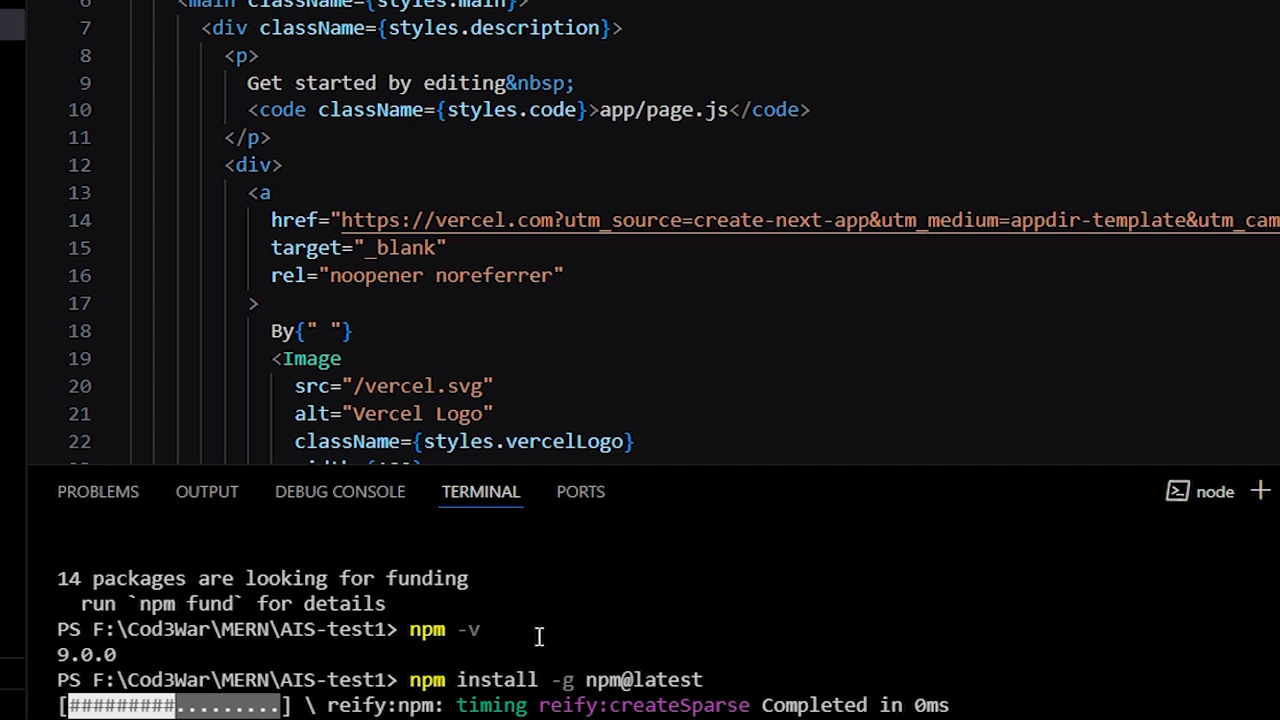 6 <main className={styles.main}>
7 <div className={styles.description}>
8 <p>
9 Get started by editing&nbsp;
10 <code className={styles.code}>app/page.js</code>
11 </p>
12 <div>
13 <a
14 href="https://vercel.com?utm_source=create-next-app&utm_medium=appdir-template&utm_cam
15 target="_blank"
16 rel="noopener noreferrer"
17 >
18 By{" "}
19 <Image
20 src="/vercel.svg"
21 alt="Vercel Logo"
22 className={styles.vercelLogo}
PROBLEMS OUTPUT DEBUG CONSOLE TERMINAL PORTS node
14 packages are looking for funding
run `npm fund` for details
PS F:\Cod3War\MERN\AIS-test1> npm -v
9.0.0
PS F:\Cod3War\MERN\AIS-test1> npm install -g npm@latest
[#########.........] \ reify:npm: timing reify:createSparse Completed in 0ms